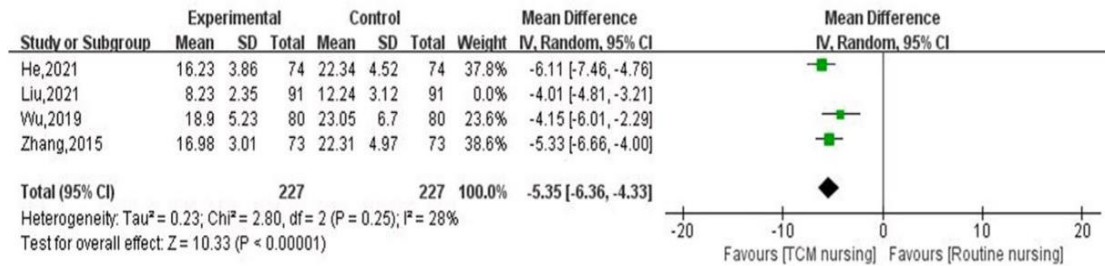 Experimental Control Mean Difference Mean Difference
Study or Subgroup Mean SD Total Mean SD Total Weight IV, Random, 95% CI IV, Random, 95% CI
He,2021 16.23 3.86 74 22.34 4.52 74 37.8% -6.11 [-7.46, -4.76]
Liu,2021 8.23 2.35 91 12.24 3.12 91 0.0% -4.01 [-4.81, -3.21]
Wu,2019 18.9 5.23 80 23.05 6.7 80 23.6% -4.15 [-6.01, -2.29]
Zhang,2015 16.98 3.01 73 22.31 4.97 73 38.6% -5.33 [-6.66, -4.00]
Total (95% CI) 227 227 100.0% -5.35 [-6.36, -4.33]
Heterogeneity: Tau² = 0.23; Chi² = 2.80, df = 2 (P = 0.25); I² = 28%
Test for overall effect: Z = 10.33 (P < 0.00001)
-20 -10 0 10 20
Favours [TCM nursing] Favours [Routine nursing]